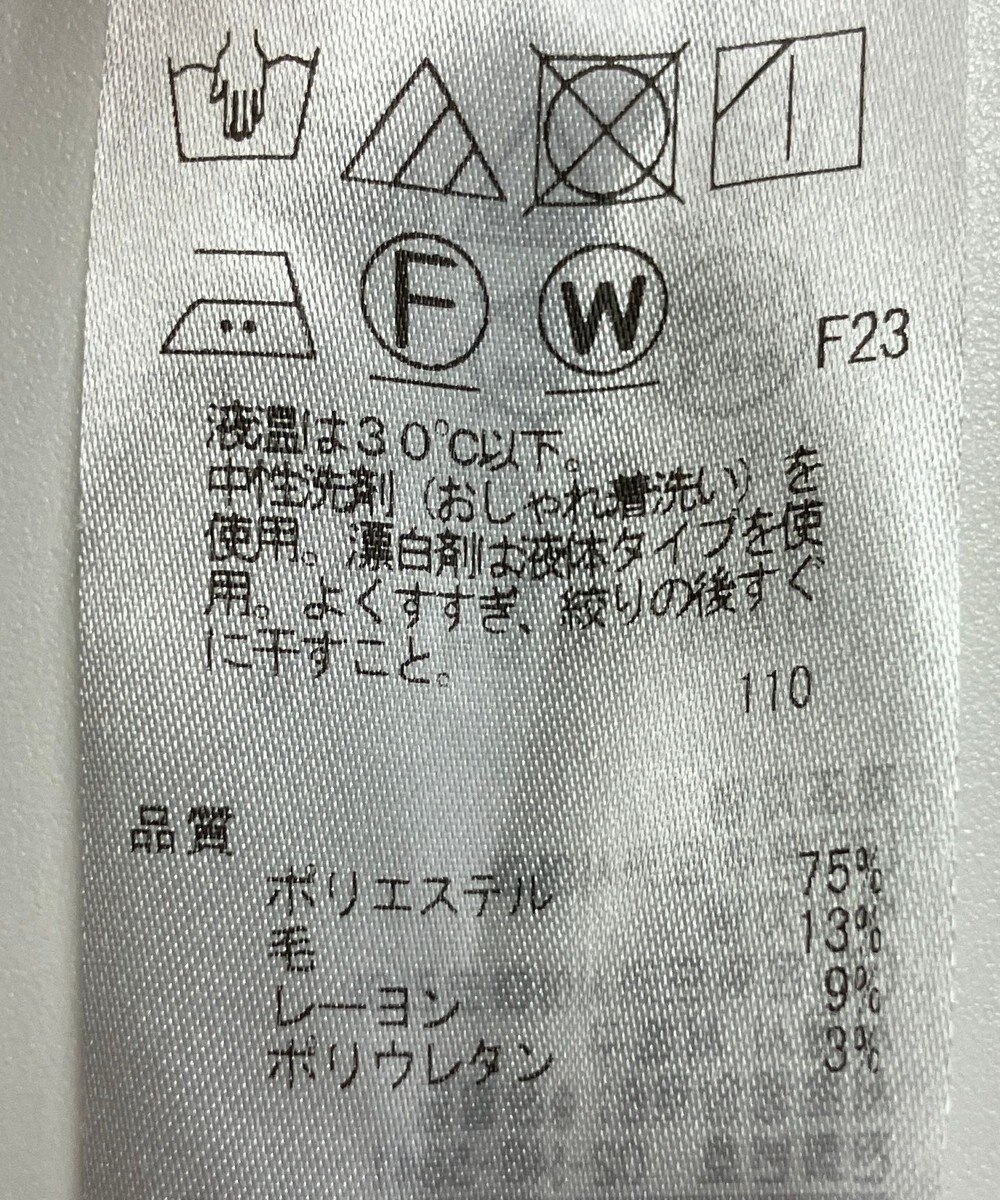 F
W
F23
液温は30℃以下。
中性洗剤（おしゃれ着洗い）を
使用。漂白剤は液体タイプを使
用。よくすすぎ、絞りの後すぐ
に干すこと。
110
品質
ポリエステル 75%
毛 13%
レーヨン 9%
ポリウレタン 3%